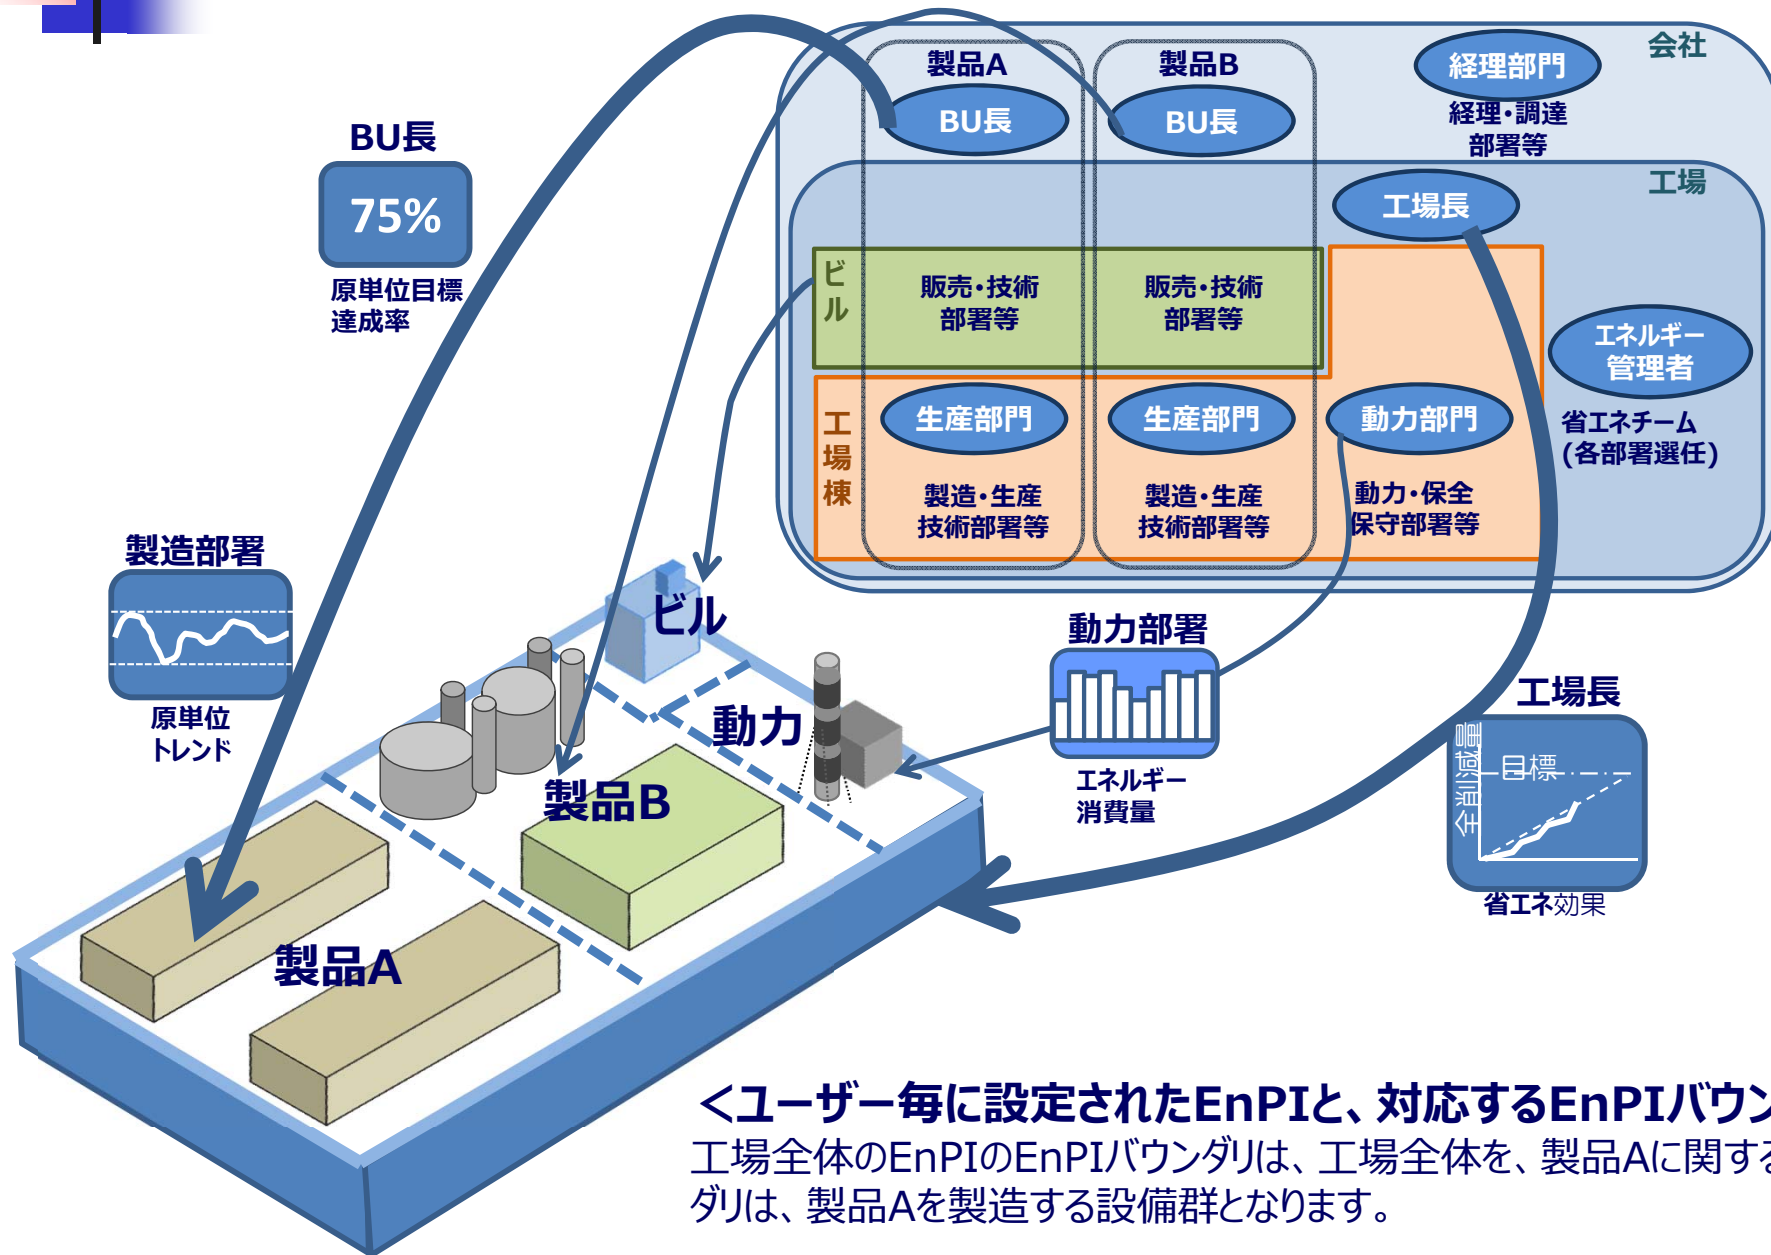 会社
製品A
製品B
経理部門
BU長
BU長
経理・調達
部署等
BU長
75%
原単位目標
達成率
工場
工場長
ビル
販売・技術
部署等
販売・技術
部署等
エネルギー
管理者
工場棟
生産部門
生産部門
動力部門
省エネチーム
(各部署選任)
製造・生産
技術部署等
製造・生産
技術部署等
動力・保全
保守部署等
製造部署
原単位
トレンド
ビル
動力部署
エネルギー
消費量
動力
工場長
全削減量
目標
省エネ効果
製品B
製品A
<ユーザー毎に設定されたEnPIと、対応するEnPIバウン
工場全体のEnPIのEnPIバウンダリは、工場全体を、製品Aに関する
ダリは、製品Aを製造する設備群となります。